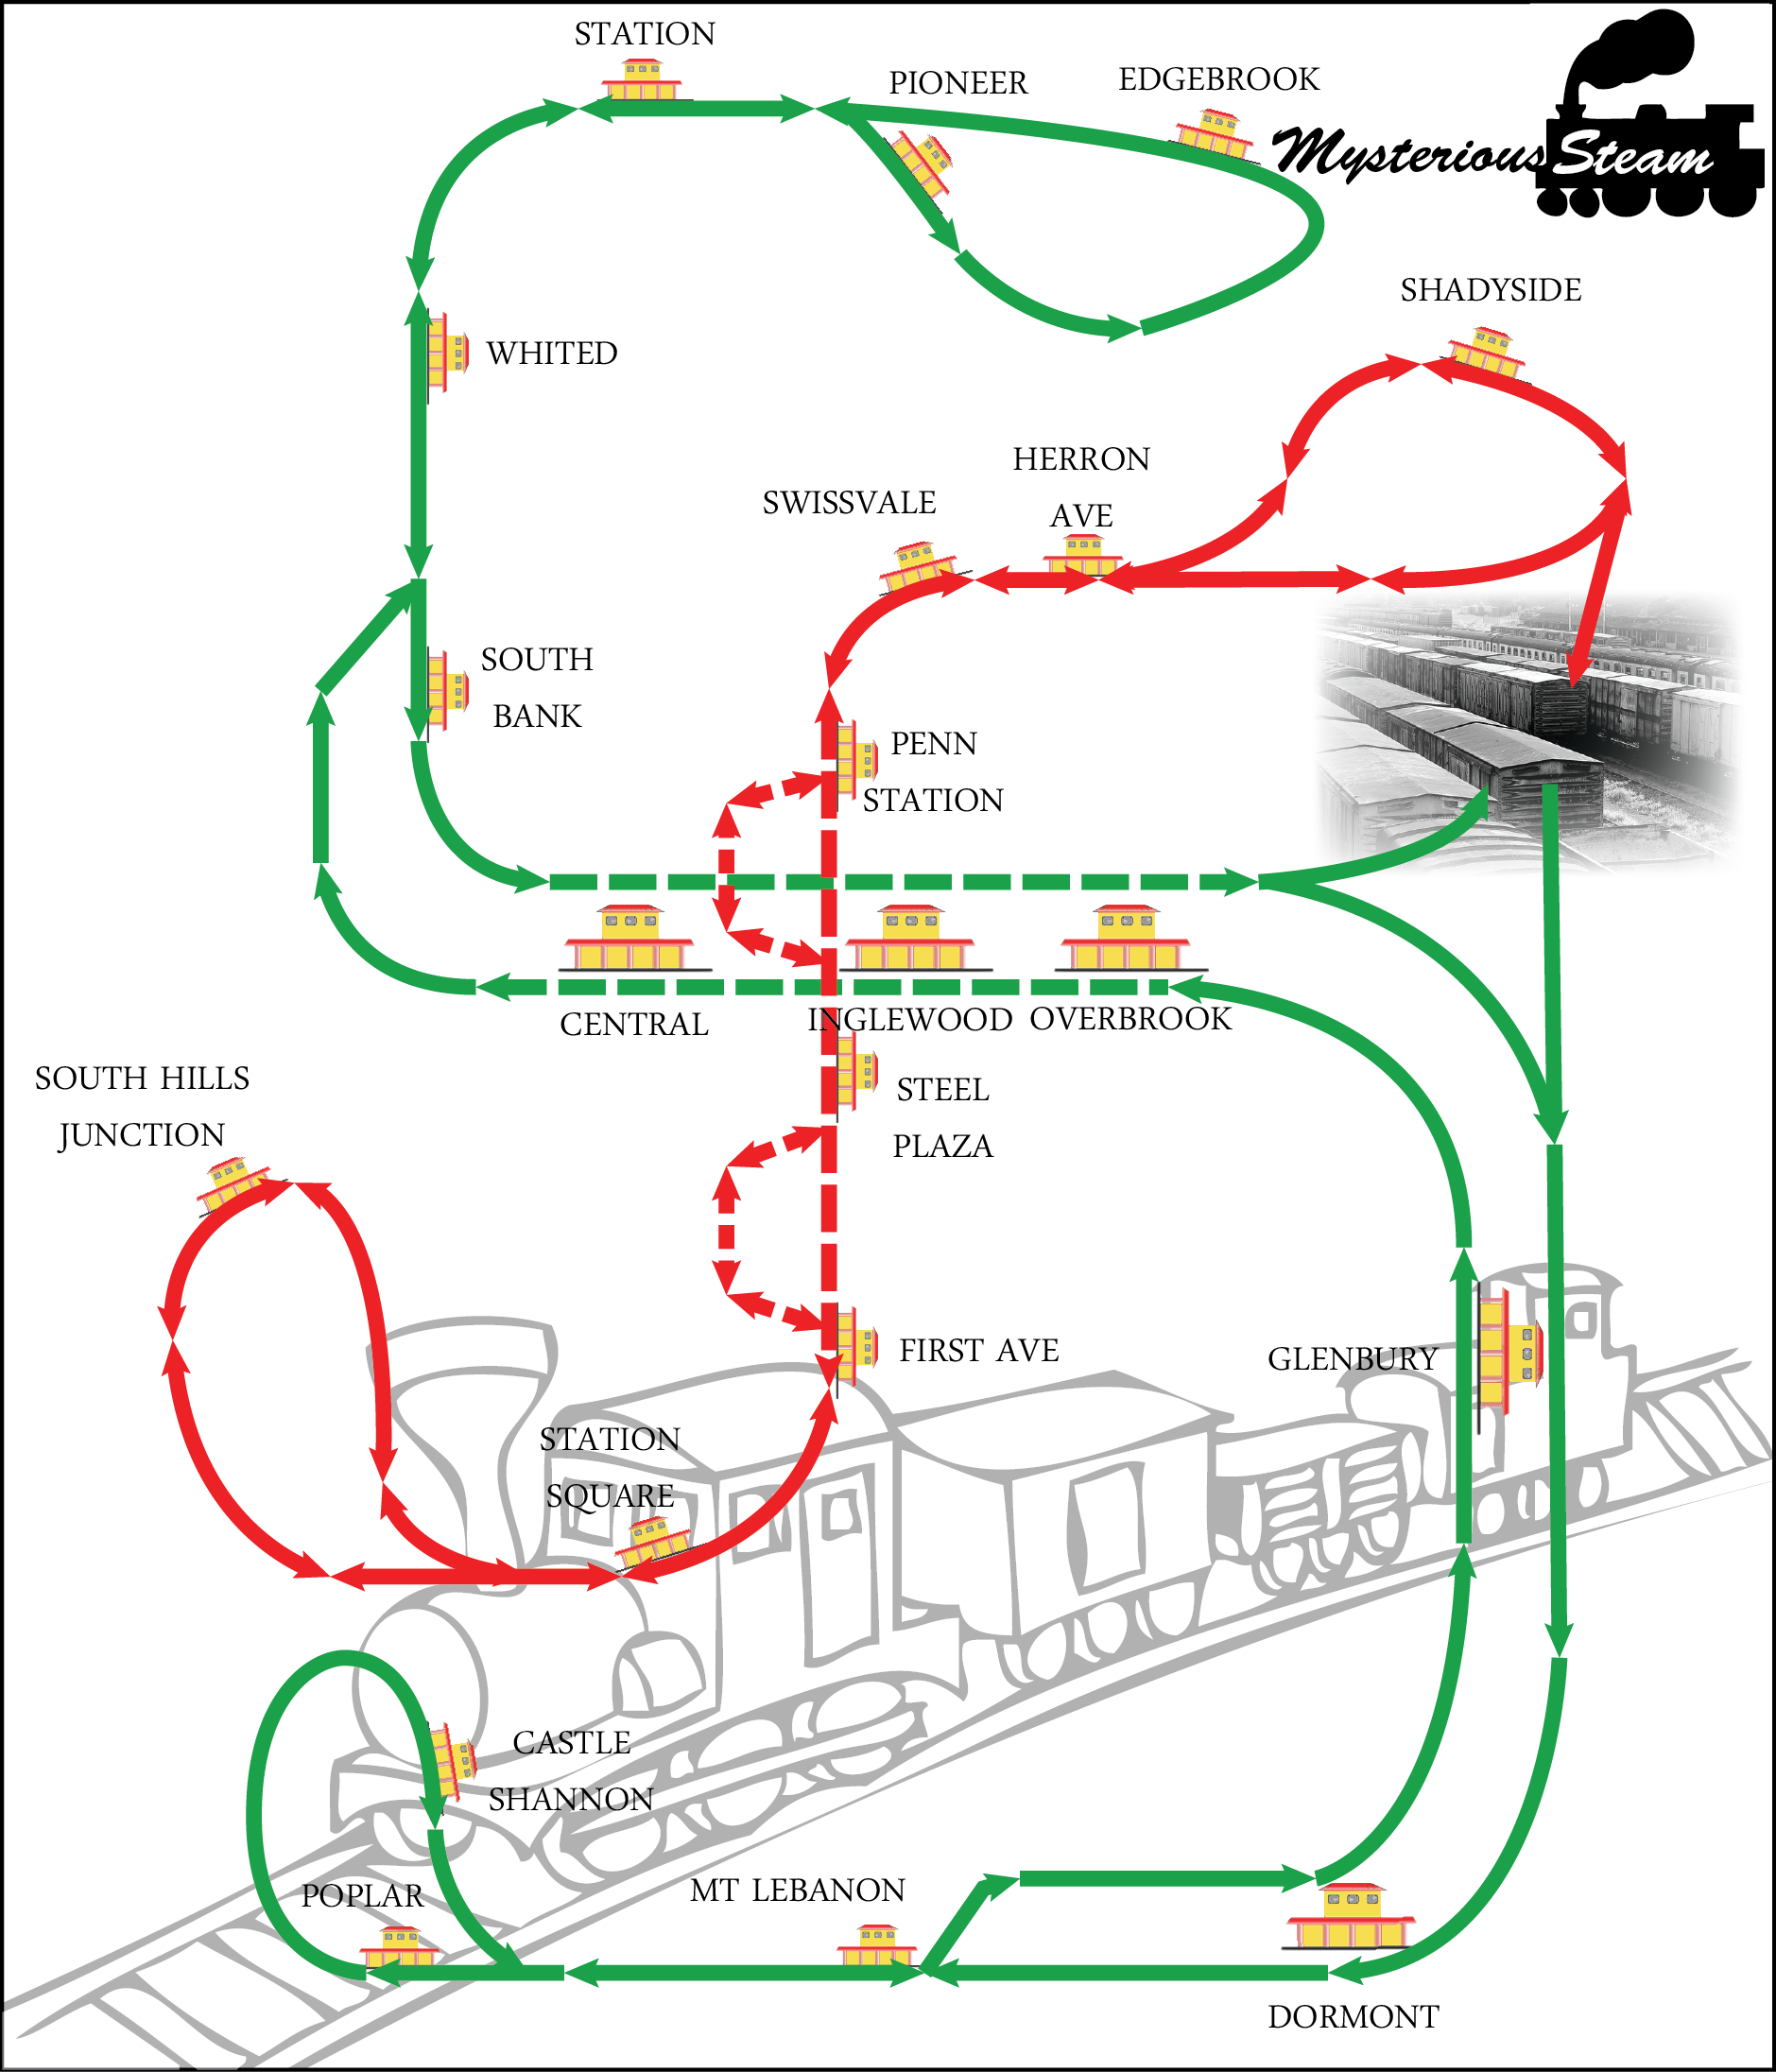 STATION
PIONEER
EDGEBROOK
Mysterious Steam
SHADYSIDE
WHITED
HERRON
AVE
SWISSVALE
SOUTH
BANK
PENN
STATION
CENTRAL
INGLEWOOD
OVERBROOK
SOUTH HILLS
JUNCTION
STEEL
PLAZA
FIRST AVE
GLENBURY
STATION
SQUARE
CASTLE
SHANNON
POPLAR
MT LEBANON
DORMONT